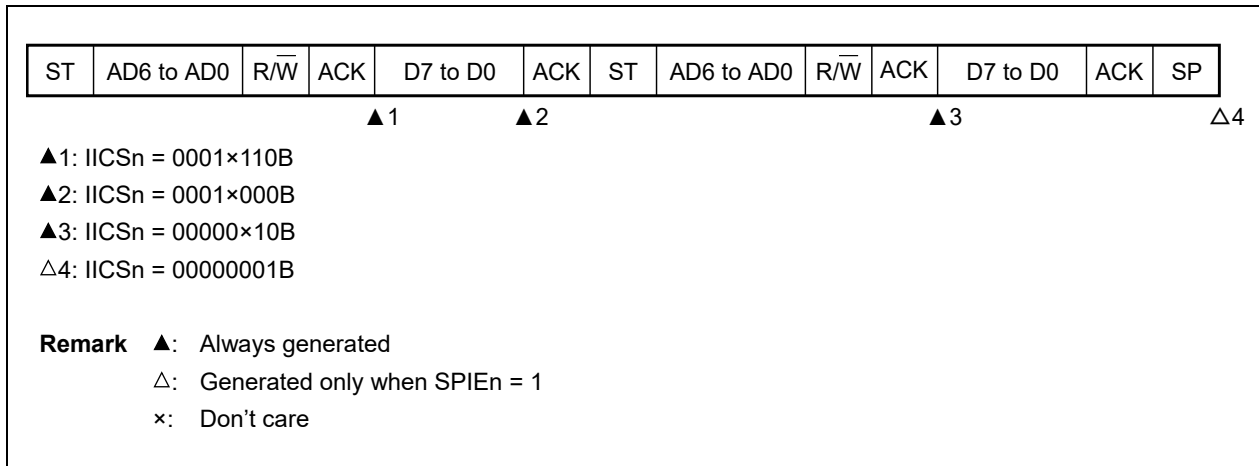 ST AD6 to AD0 R/W̅ ACK D7 to D0 ACK ST AD6 to AD0 R/W̅ ACK D7 to D0 ACK SP
▲1 ▲2 ▲3 △4
▲1: IICSn = 0001×110B
▲2: IICSn = 0001×000B
▲3: IICSn = 00000×10B
△4: IICSn = 00000001B
Remark ▲: Always generated
△: Generated only when SPIEn = 1
×: Don't care